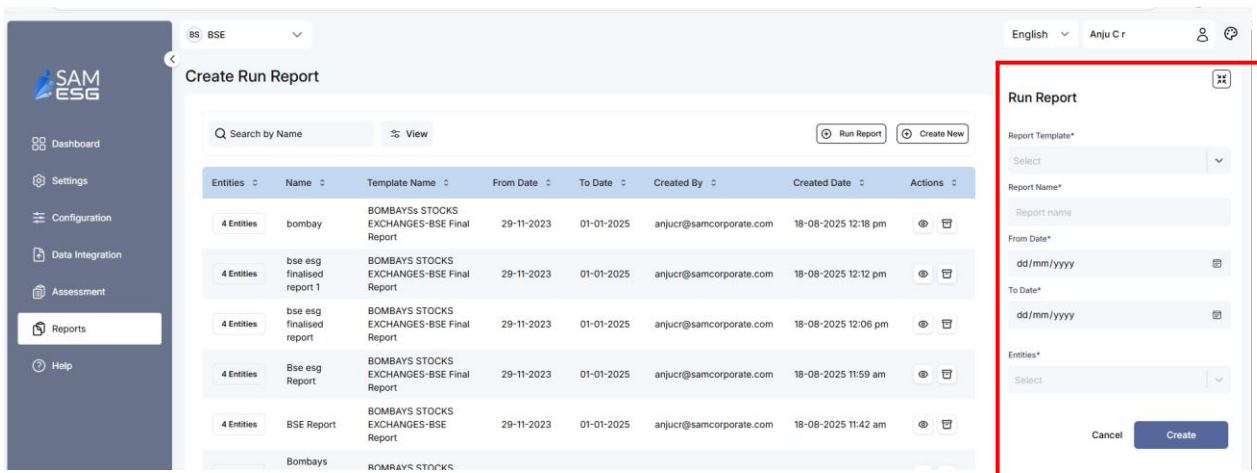 BS BSE
English
Anju C r
SAM
ESG
Dashboard
Settings
Configuration
Data Integration
Assessment
Reports
Help
Create Run Report
Search by Name
View
Run Report
Create New
Entities Name Template Name From Date To Date Created By Created Date Actions
4 Entities bombay BOMBAYSs STOCKS
EXCHANGES-BSE Final
Report 29-11-2023 01-01-2025 anjucr@samcorporate.com 18-08-2025 12:18 pm
4 Entities bse esg
finalised
report 1 BOMBAYS STOCKS
EXCHANGES-BSE Final
Report 29-11-2023 01-01-2025 anjucr@samcorporate.com 18-08-2025 12:12 pm
4 Entities bse esg
finalised
report BOMBAYS STOCKS
EXCHANGES-BSE Final
Report 29-11-2023 01-01-2025 anjucr@samcorporate.com 18-08-2025 12:06 pm
4 Entities Bse esg
Report BOMBAYS STOCKS
EXCHANGES-BSE Final
Report 29-11-2023 01-01-2025 anjucr@samcorporate.com 18-08-2025 11:59 am
4 Entities BSE Report BOMBAYS STOCKS
EXCHANGES-BSE
Report 29-11-2023 01-01-2025 anjucr@samcorporate.com 18-08-2025 11:42 am
Bombays
BOMBAYS STOCKS
Run Report
Report Template*
Select
Report Name*
Report name
From Date*
dd/mm/yyyy
To Date*
dd/mm/yyyy
Entities*
Select
Cancel
Create